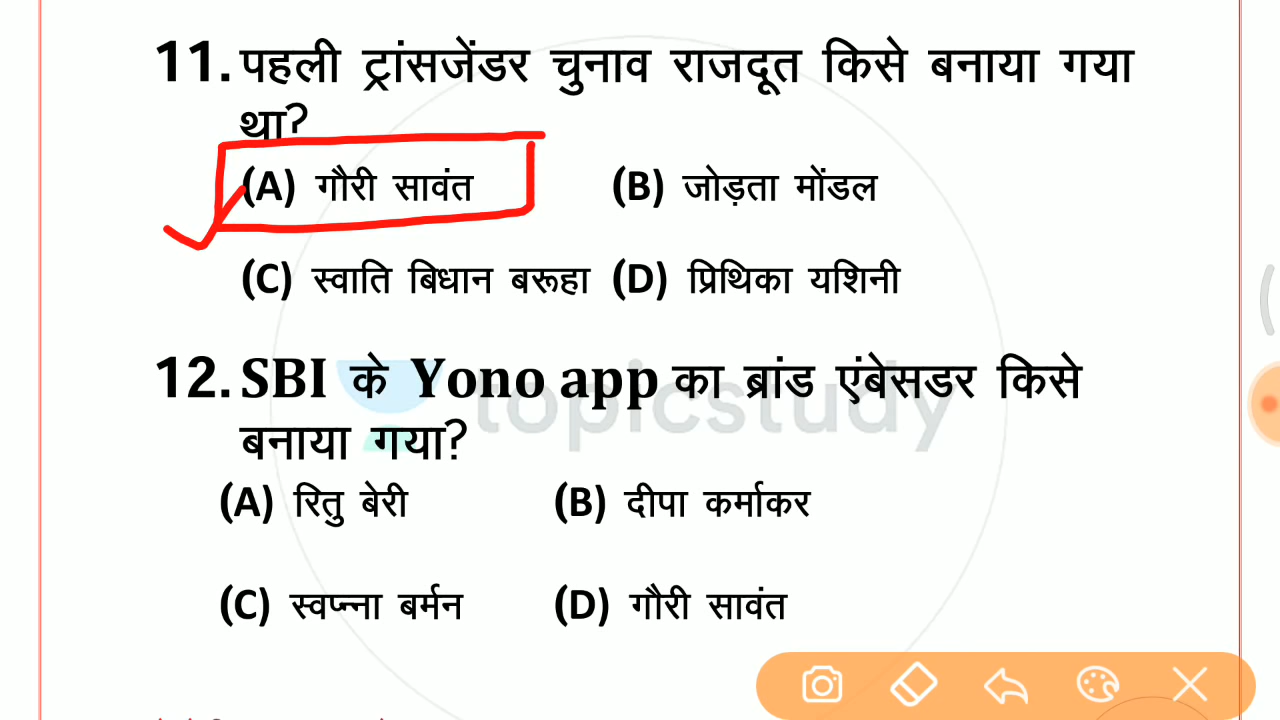 11. पहली ट्रांसजेंडर चुनाव राजदूत किसे बनाया गया
था?
(A) गौरी सावंत (B) जोड़ता मोंडल
(C) स्वाति बिधान बरूहा (D) प्रिथिका यशिनी
12. SBI के Yono app का ब्रांड एंबेसडर किसे
बनाया गया?
topicstudy
(A) रितु बेरी (B) दीपा कर्माकर
(C) स्वप्न्ना बर्मन (D) गौरी सावंत